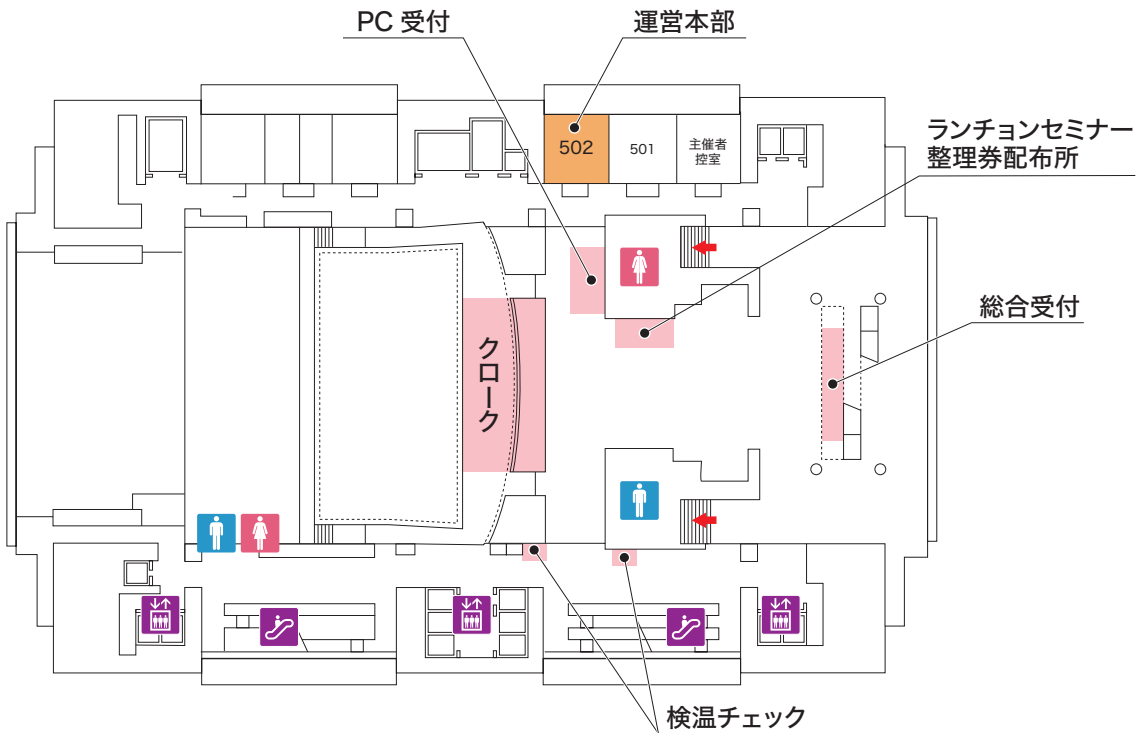 PC 受付
運営本部
ランチョンセミナー
整理券配布所
502
501
主催者
控室
総合受付
クローク
検温チェック